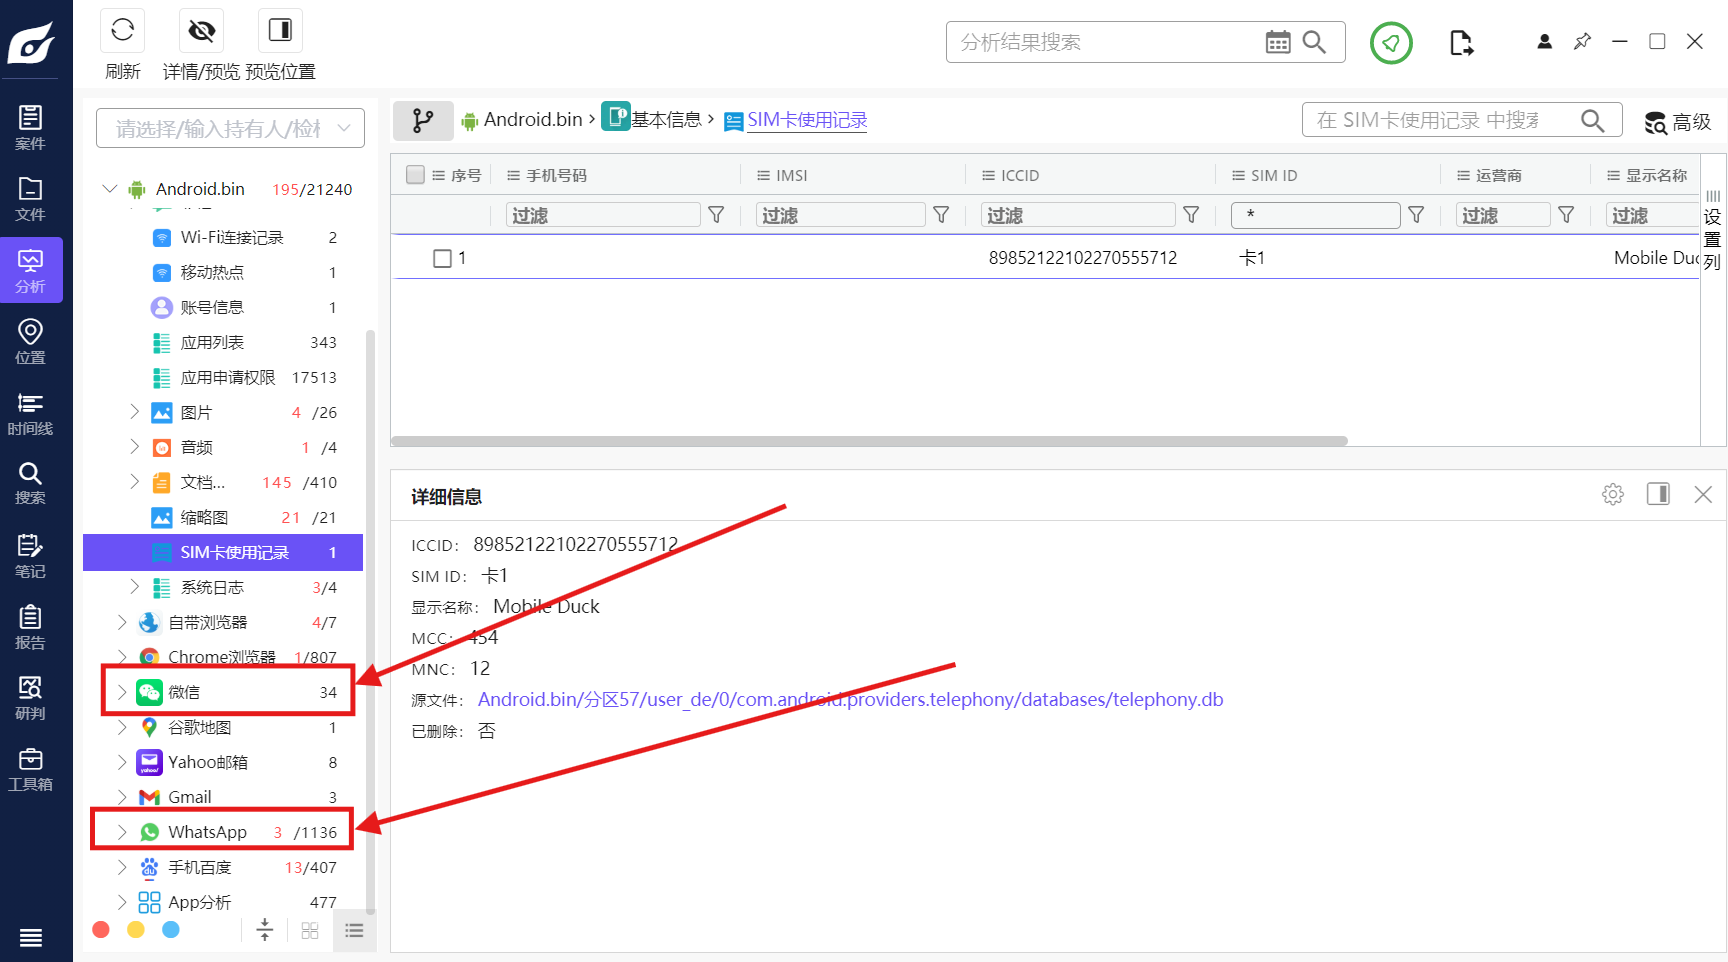 刷新
详情/预览
预览位置
分析结果搜索
案件
文件
分析
位置
时间线
搜索
笔记
报告
研判
工具箱
请选择/输入持有人/检材
Android.bin 195/21240
Wi-Fi连接记录 2
移动热点 1
账号信息 1
应用列表 343
应用申请权限 17513
图片 4 /26
音频 1 /4
文档... 145 /410
缩略图 21 /21
SIM卡使用记录 1
系统日志 3/4
自带浏览器 4/7
Chrome浏览器 1/807
微信 34
谷歌地图 1
Yahoo邮箱 8
Gmail 3
WhatsApp 3 /1136
手机百度 13/407
App分析 477
Android.bin › 基本信息 › SIM卡使用记录
在 SIM卡使用记录 中搜索
高级
序号 手机号码 IMSI ICCID SIM ID 运营商 显示名称
过滤 过滤 过滤 * 过滤 过滤
1 89852122102270555712 卡1 Mobile Duc
设置列
详细信息
ICCID: 89852122102270555712
SIM ID: 卡1
显示名称: Mobile Duck
MCC: 454
MNC: 12
源文件: Android.bin/分区57/user_de/0/com.android.providers.telephony/databases/telephony.db
已删除: 否